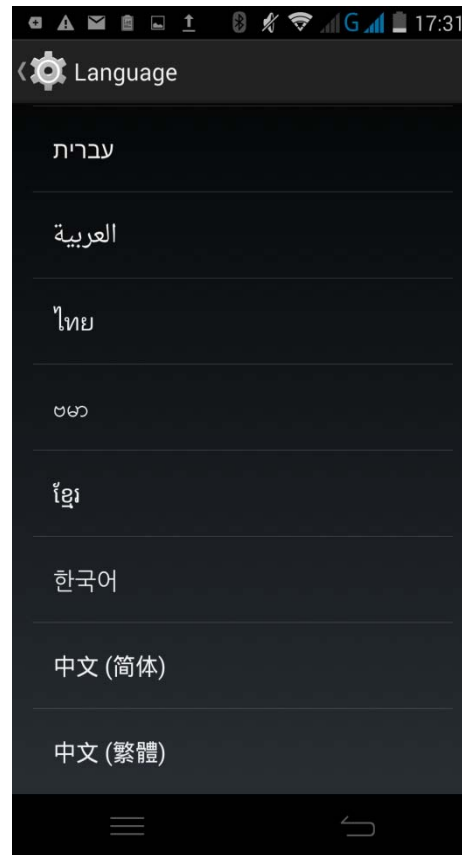 G 17:31
Language
עברית
العربية
ไทย
ဗမာ
ខ្មែរ
한국어
中文 (简体)
中文 (繁體)